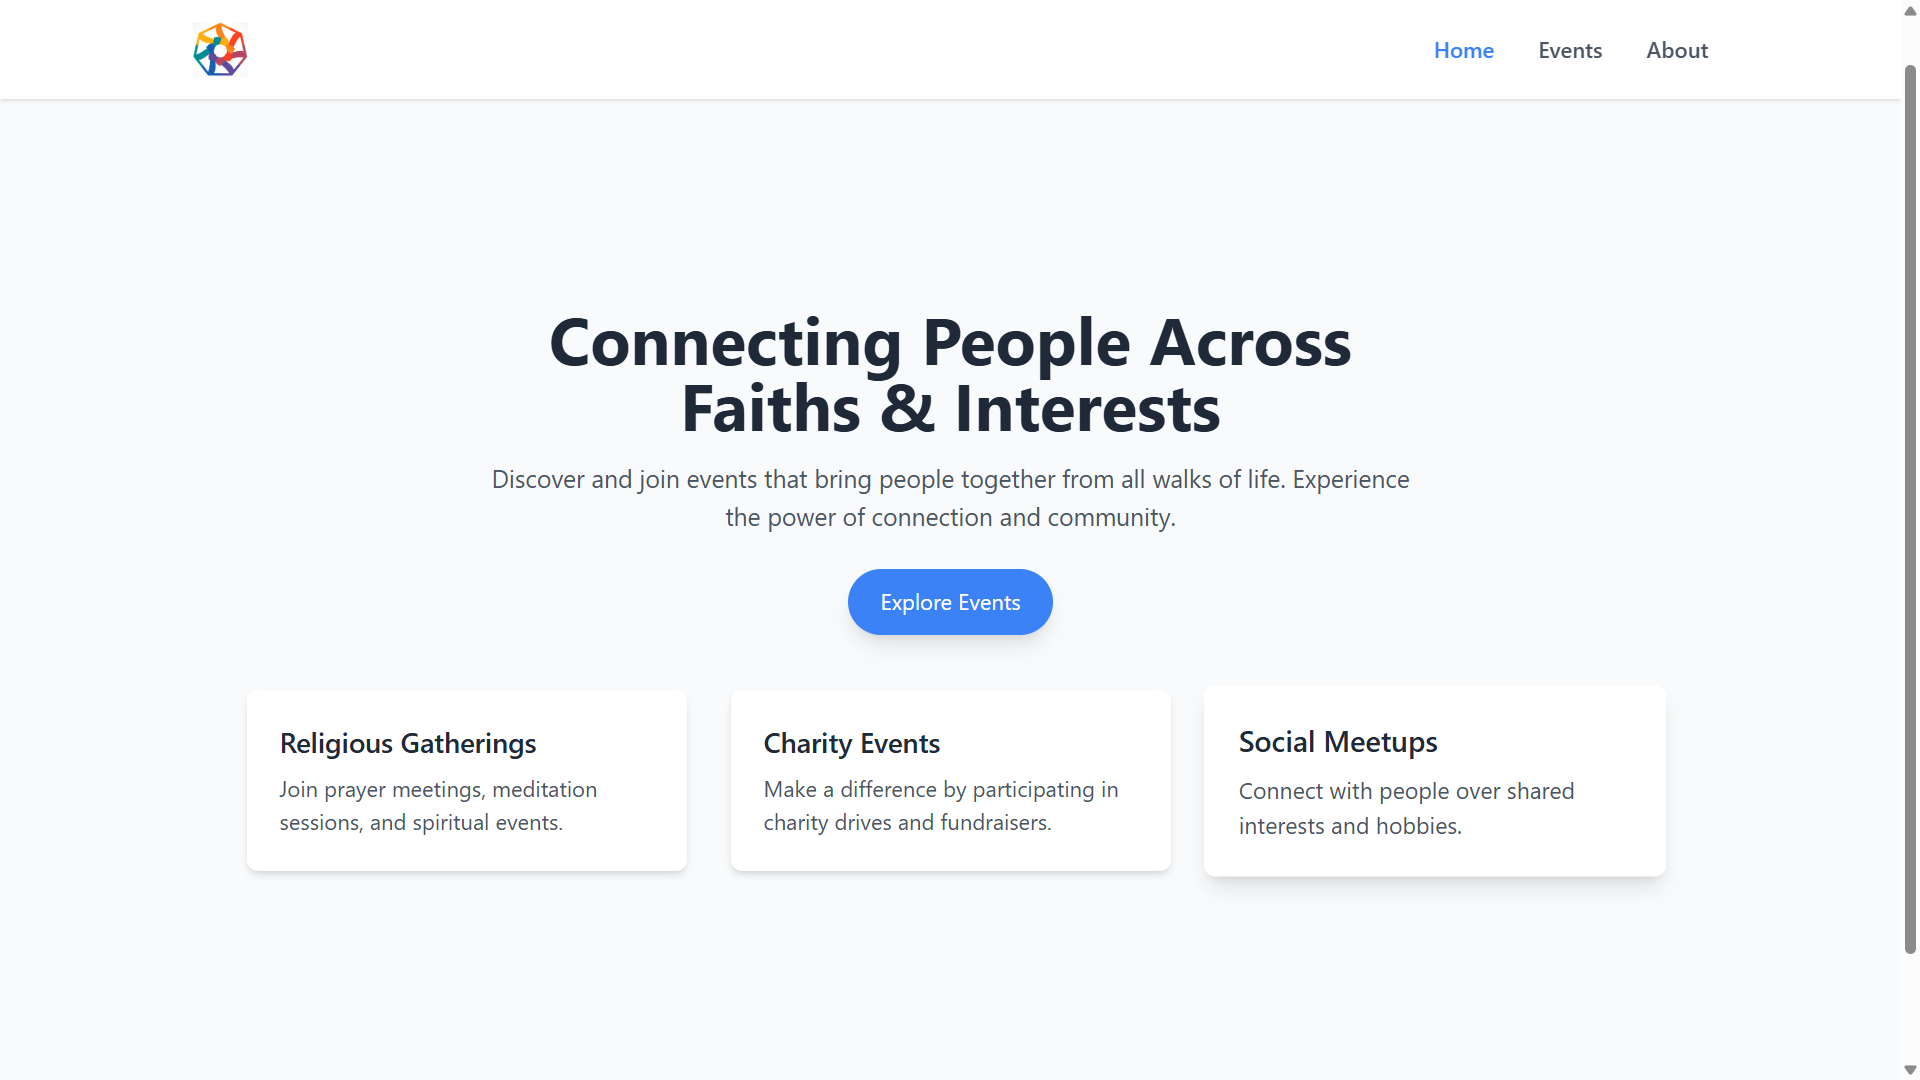 Home
Events
About
Connecting People Across
Faiths & Interests
Discover and join events that bring people together from all walks of life. Experience
the power of connection and community.
Explore Events
Religious Gatherings
Join prayer meetings, meditation
sessions, and spiritual events.
Charity Events
Make a difference by participating in
charity drives and fundraisers.
Social Meetups
Connect with people over shared
interests and hobbies.